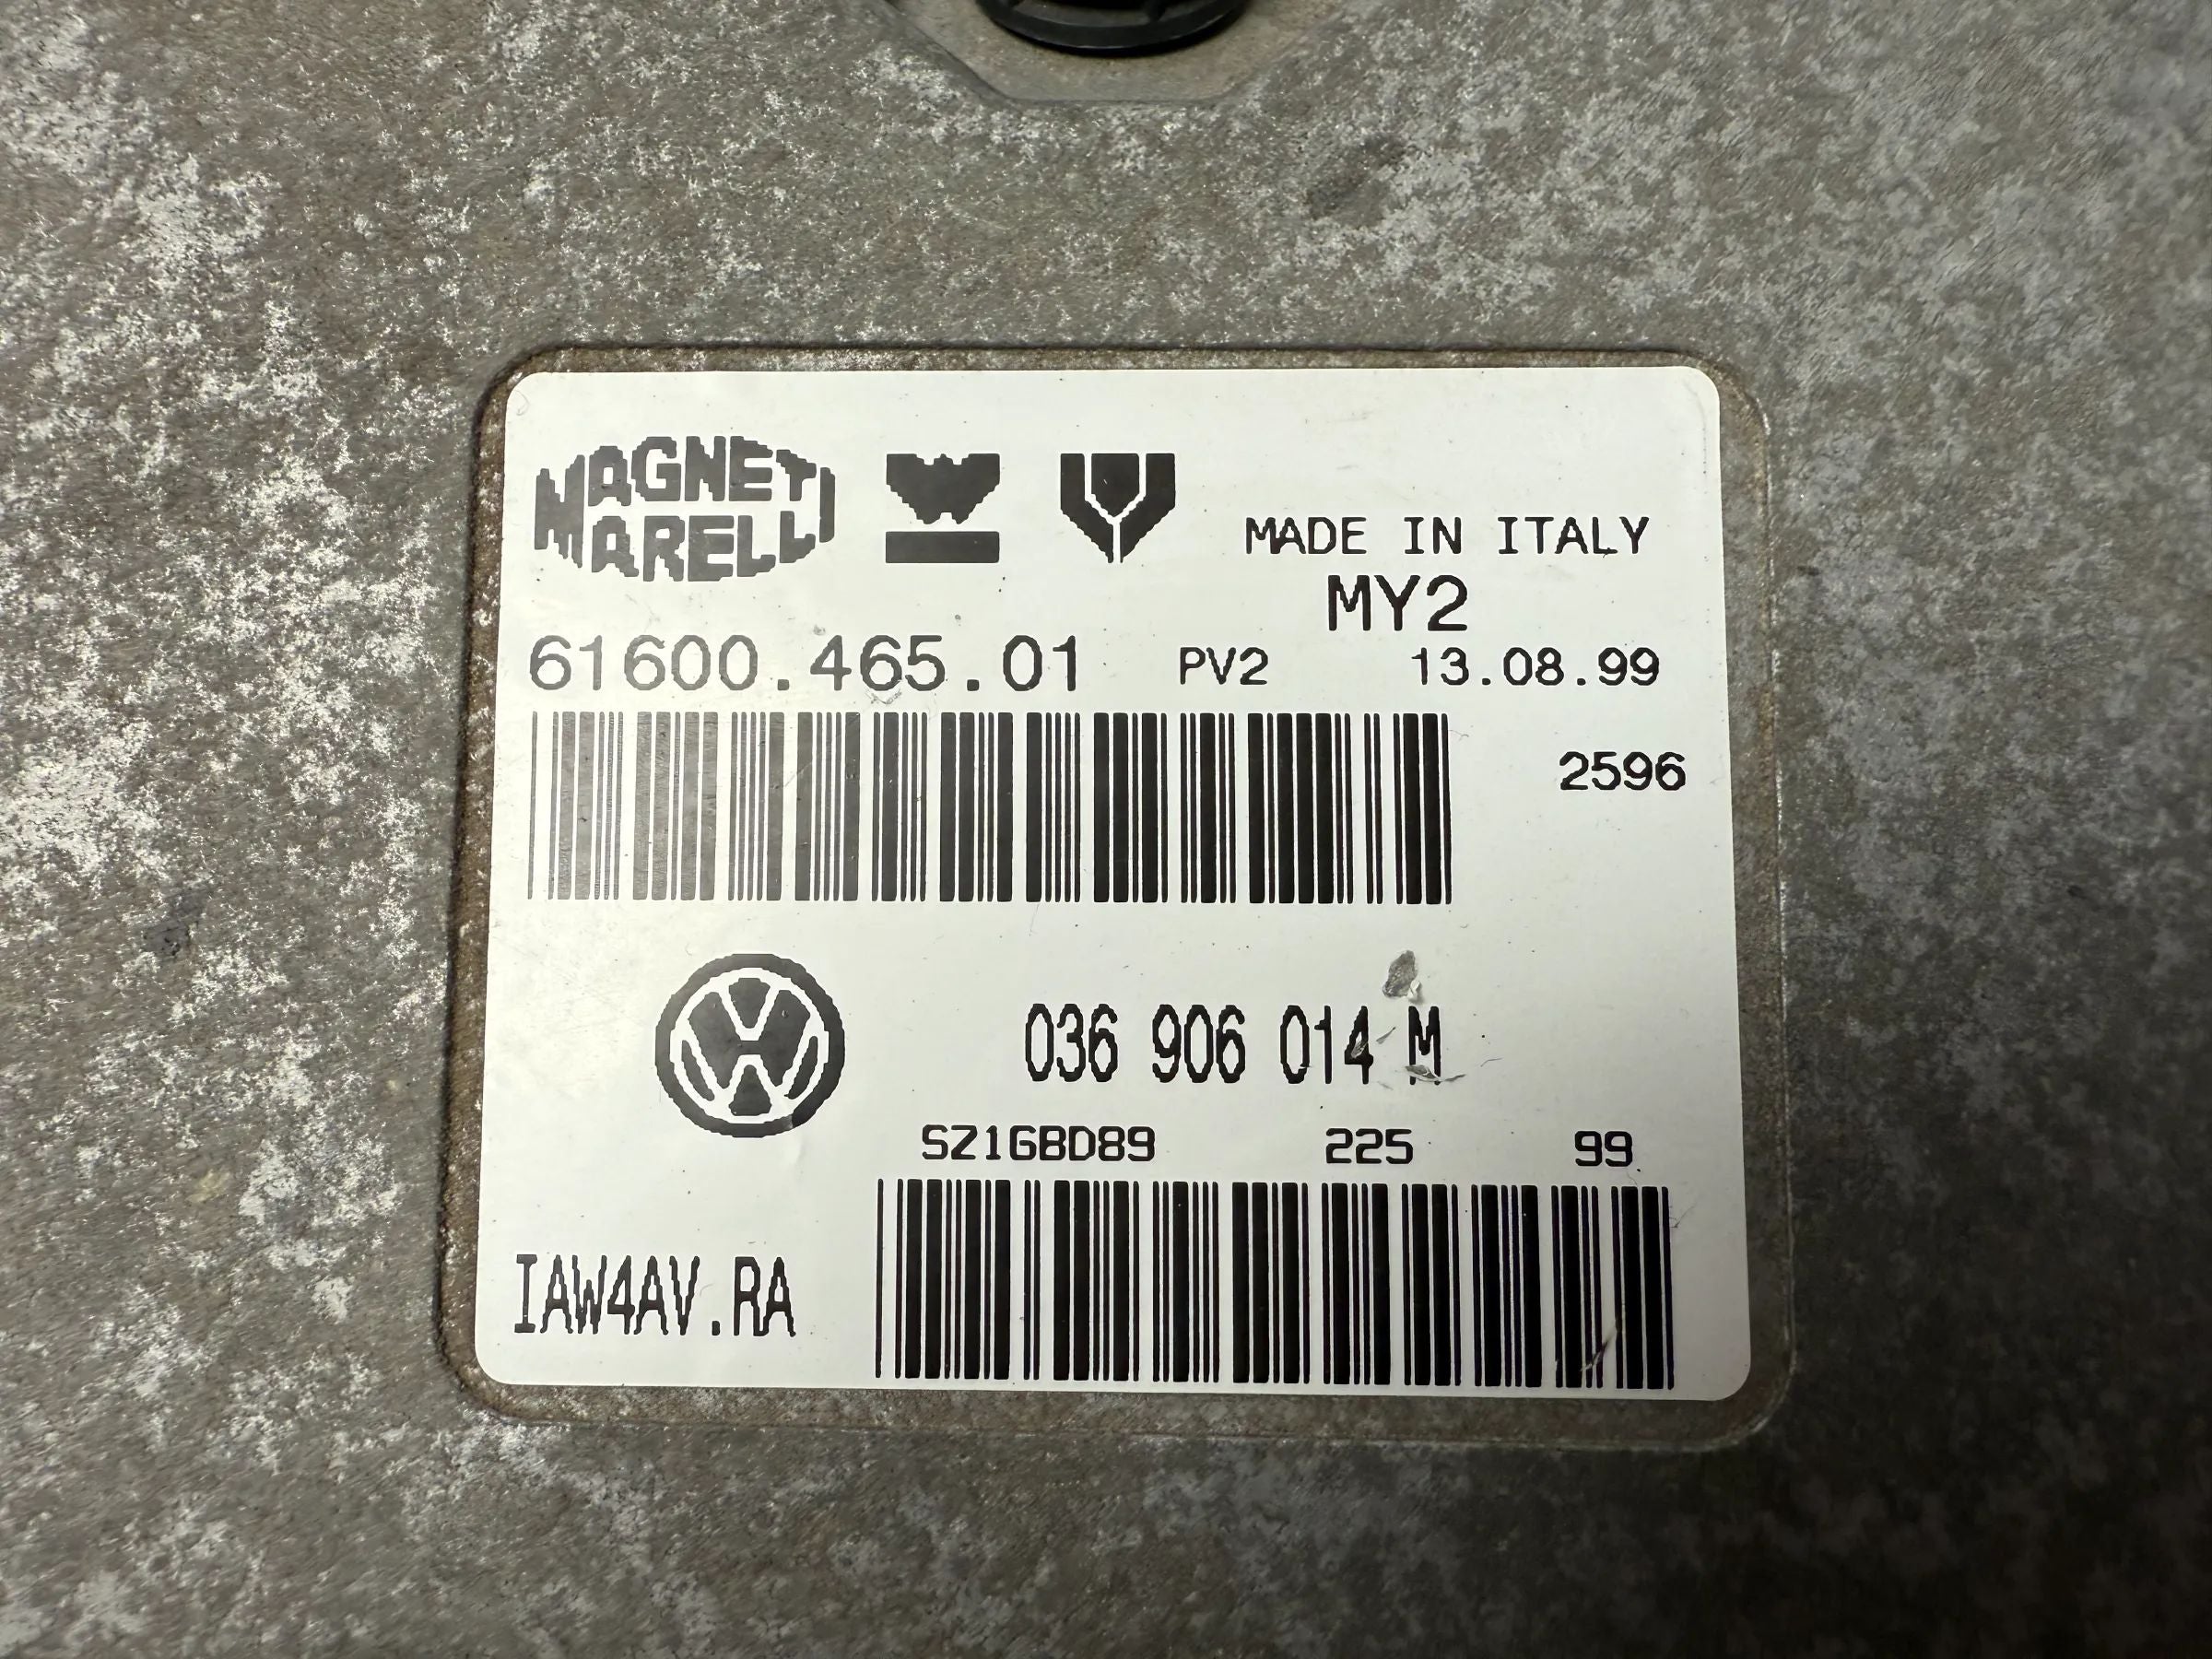 MAGNETI
MARELLI
MADE IN ITALY
MY2
61600.465.01 PV2 13.08.99
2596
036 906 014 M
SZ1GBD89 225 99
IAW4AV.RA